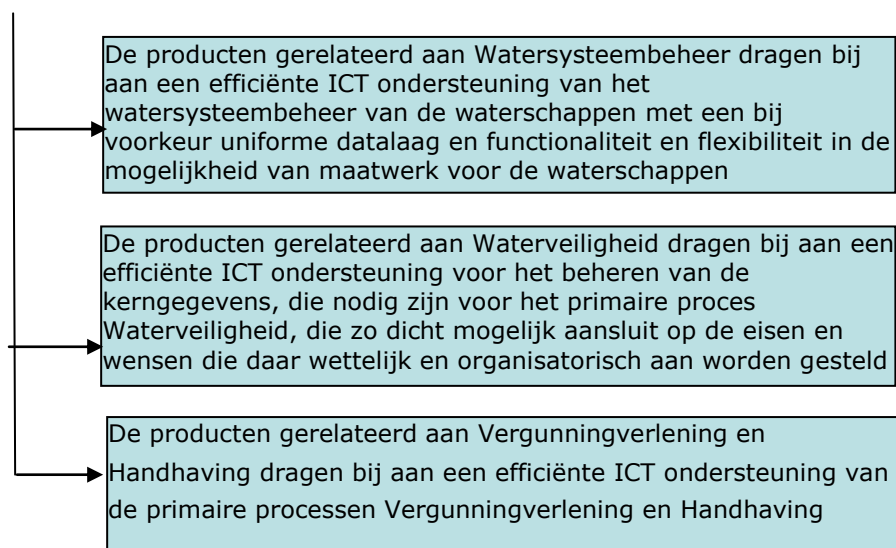 De producten gerelateerd aan Watersysteembeheer dragen bij
aan een efficiënte ICT ondersteuning van het
watersysteembeheer van de waterschappen met een bij
voorkeur uniforme datalaag en functionaliteit en flexibiliteit in de
mogelijkheid van maatwerk voor de waterschappen
De producten gerelateerd aan Waterveiligheid dragen bij aan een
efficiënte ICT ondersteuning voor het beheren van de
kerngegevens, die nodig zijn voor het primaire proces
Waterveiligheid, die zo dicht mogelijk aansluit op de eisen en
wensen die daar wettelijk en organisatorisch aan worden gesteld
De producten gerelateerd aan Vergunningverlening en
Handhaving dragen bij aan een efficiënte ICT ondersteuning van
de primaire processen Vergunningverlening en Handhaving